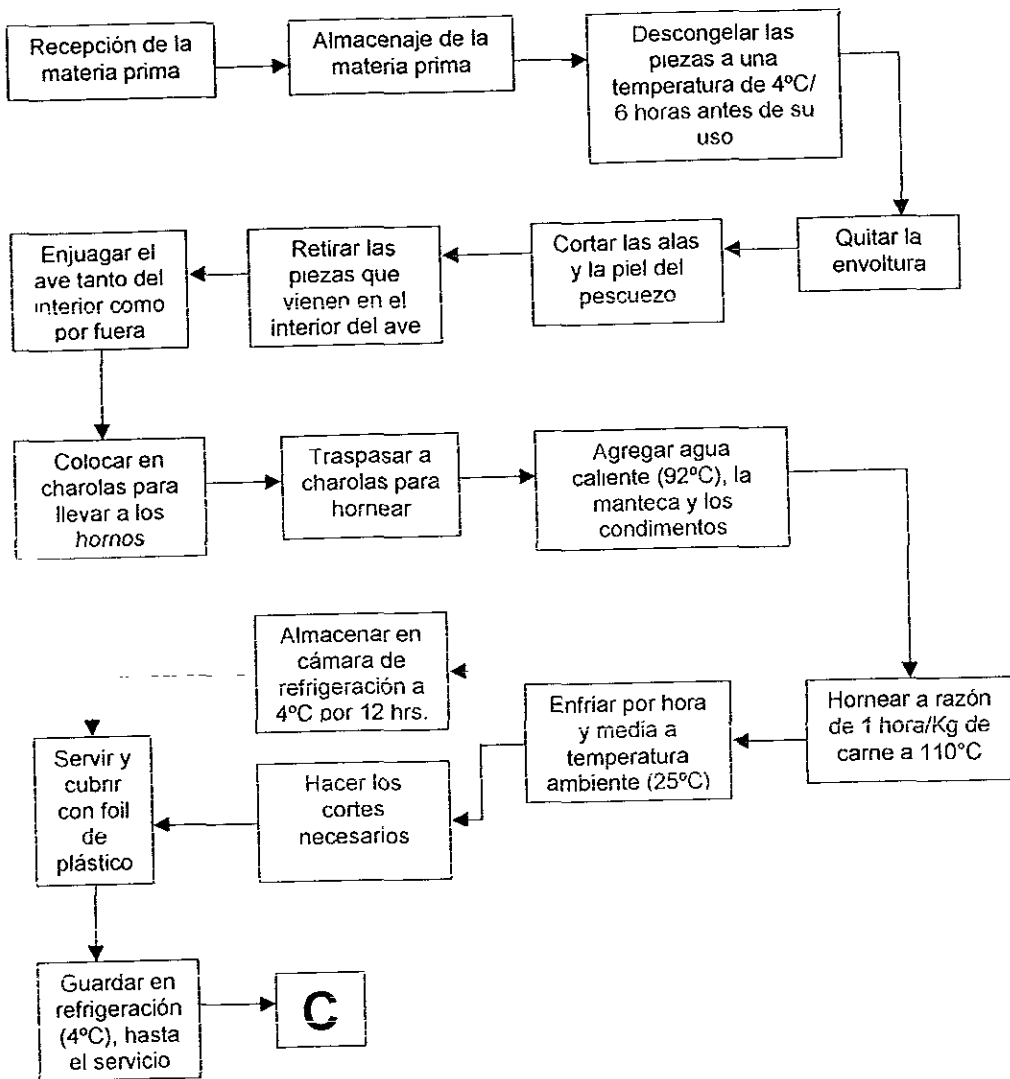 Recepción de la
materia prima
Almacenaje de la
materia prima
Descongelar las
piezas a una
temperatura de 4ºC/
6 horas antes de su
uso
Quitar la
envoltura
Cortar las alas
y la piel del
pescuezo
Retirar las
piezas que
vienen en el
interior del ave
Enjuagar el
ave tanto del
interior como
por fuera
Colocar en
charolas para
llevar a los
hornos
Traspasar a
charolas para
hornear
Agregar agua
caliente (92ºC), la
manteca y los
condimentos
Hornear a razón
de 1 hora/Kg de
carne a 110°C
Enfriar por hora
y media a
temperatura
ambiente (25ºC)
Almacenar en
cámara de
refrigeración a
4ºC por 12 hrs.
Hacer los
cortes
necesarios
Servir y
cubrir
con foil
de
plástico
Guardar en
refrigeración
(4ºC), hasta
el servicio
C